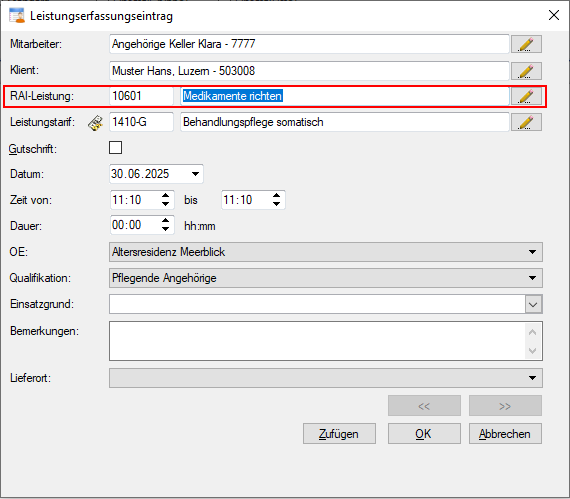 Leistungserfassungseintrag
Mitarbeiter: Angehörige Keller Klara - 7777
Klient: Muster Hans, Luzern - 503008
RAI-Leistung: 10601 Medikamente richten
Leistungstarif: 1410-G Behandlungspflege somatisch
Gutschrift:
Datum: 30.06.2025
Zeit von: 11:10 bis 11:10
Dauer: 00:00 hh:mm
OE: Altersresidenz Meerblick
Qualifikation: Pflegende Angehörige
Einsatzgrund:
Bemerkungen:
Lieferort:
<< >>
Zufügen OK Abbrechen